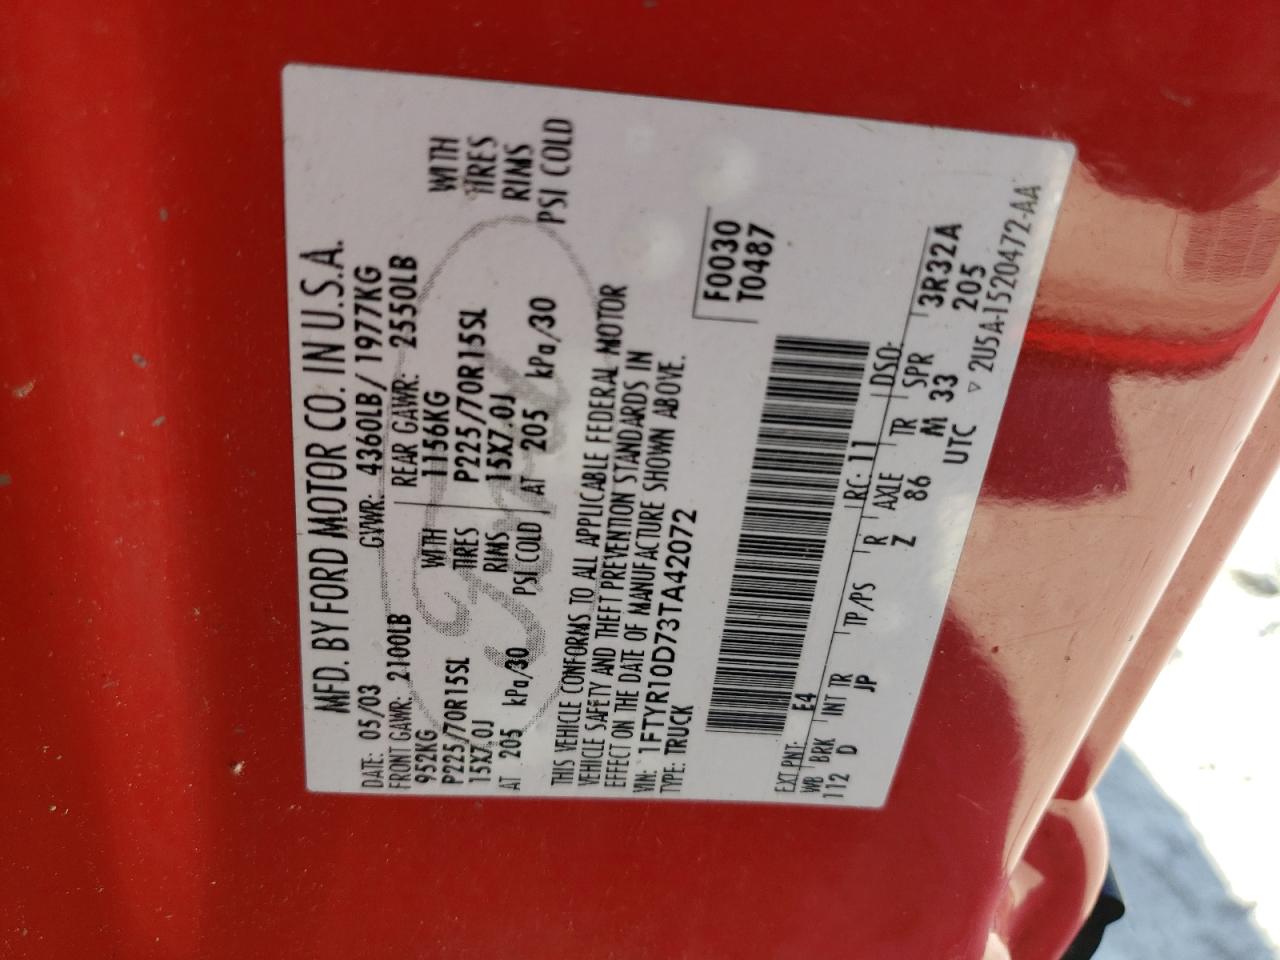 MFD. BY FORD MOTOR CO. IN U.S.A.
DATE: 05/03 GVWR: 4360LB/ 1977KG
FRONT GAWR: 2100LB REAR GAWR: 2550LB
952KG WITH 1156KG WITH
P225/70R15SL TIRES P225/70R15SL TIRES
15X7.0J RIMS 15X7.0J RIMS
AT 205 kPa/30 PSI COLD AT 205 kPa/30 PSI COLD
THIS VEHICLE CONFORMS TO ALL APPLICABLE FEDERAL MOTOR
VEHICLE SAFETY AND THEFT PREVENTION STANDARDS IN
EFFECT ON THE DATE OF MANUFACTURE SHOWN ABOVE.
VIN: 1FTYR10D73TA42072
TYPE: TRUCK
F0030
T0487
EXT PNT: E4 RC: 11 DSO:
WB BRK INT TR TP/PS R AXLE TR SPR 3R32A
112 D JP Z 86 M 33 205
UTC ▽ 2U5A-1520472-AA
Ford